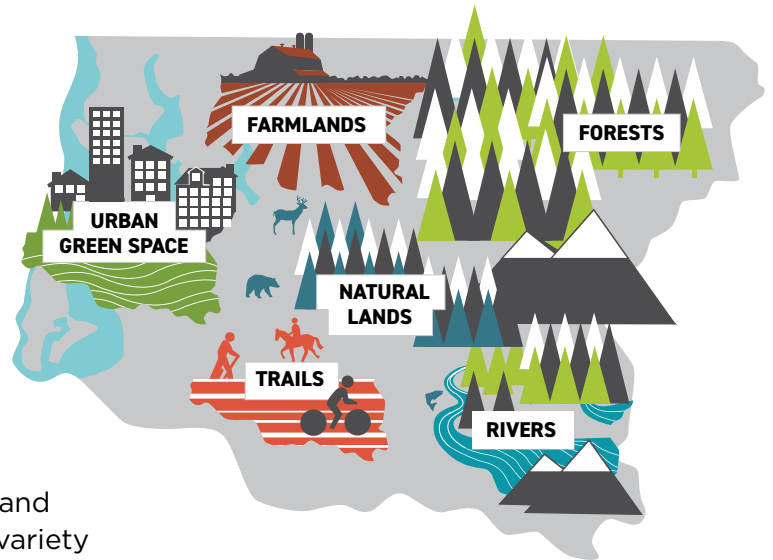 FARMLANDS
FORESTS
URBAN
GREEN SPACE
NATURAL
LANDS
TRAILS
RIVERS
and
variety